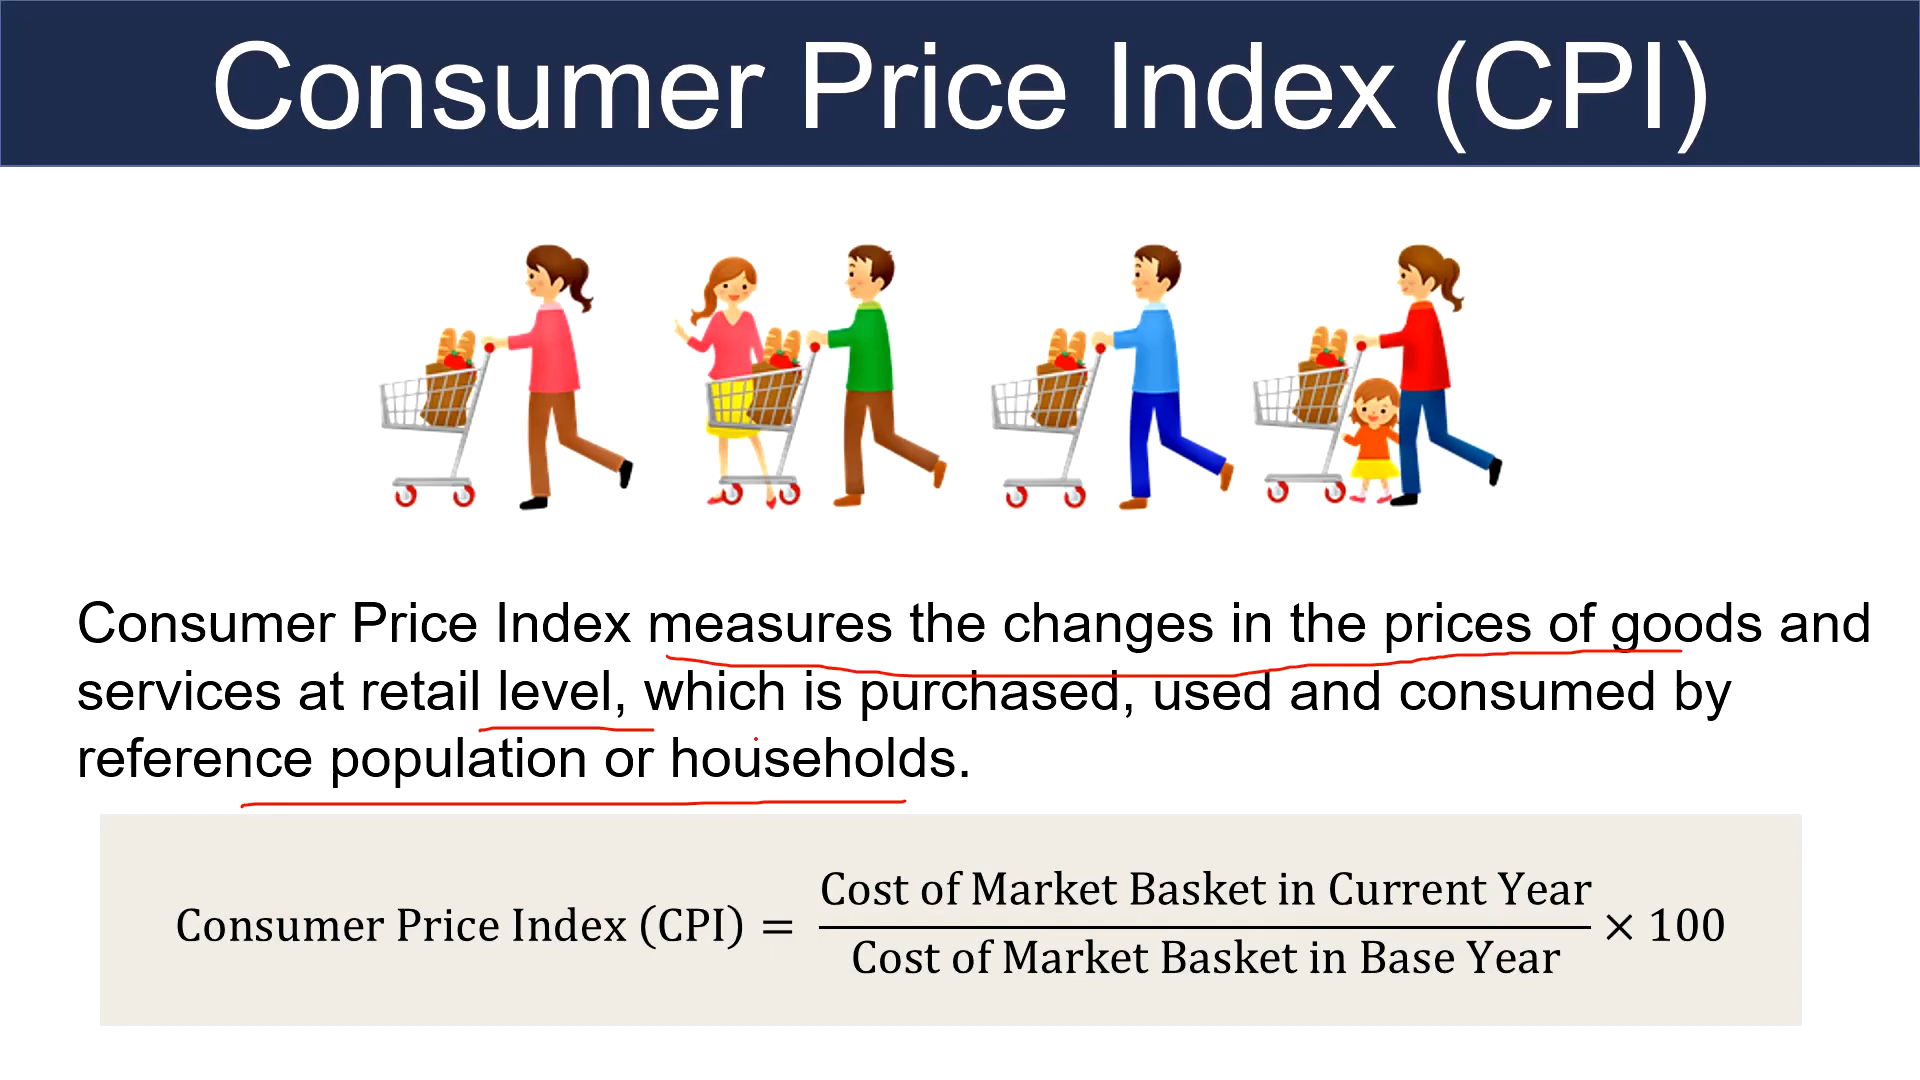 Consumer Price Index (CPI)
Consumer Price Index measures the changes in the prices of goods and
services at retail level, which is purchased, used and consumed by
reference population or households.
Consumer Price Index (CPI) = Cost of Market Basket in Current Year / Cost of Market Basket in Base Year × 100